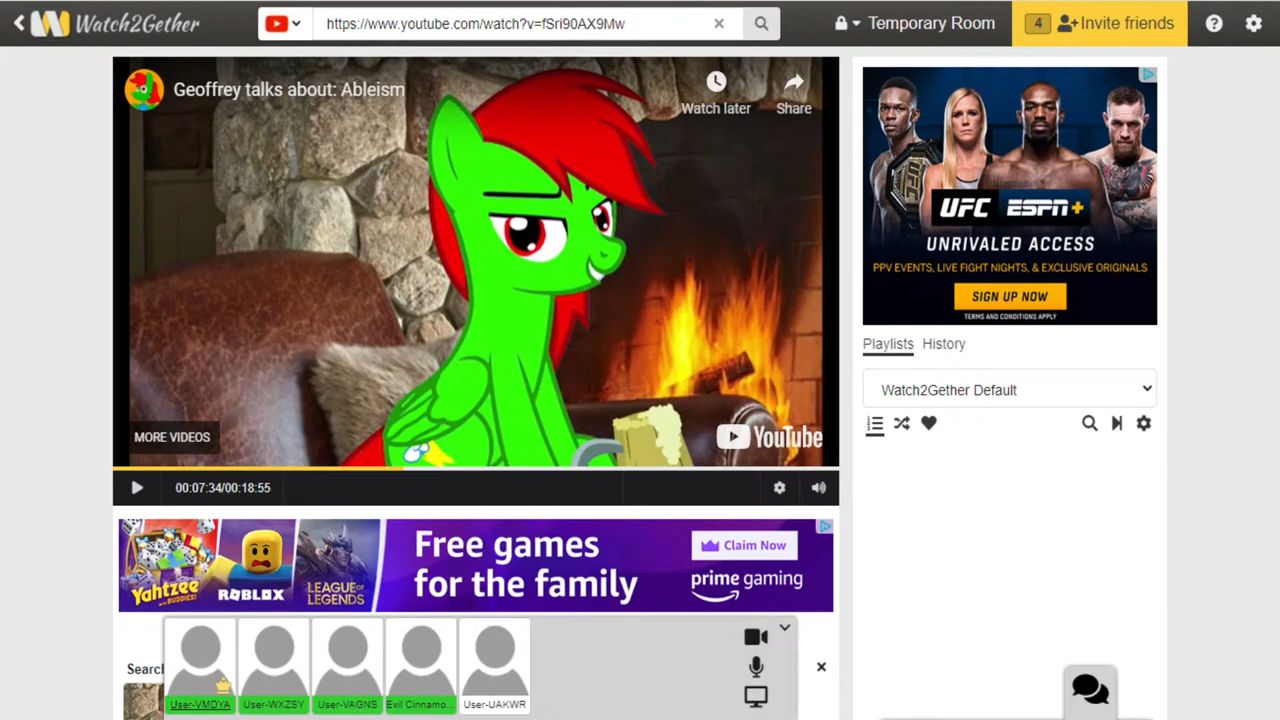 Watch2Gether
https://www.youtube.com/watch?v=fSri90AX9Mw
Temporary Room
4
Invite friends
Geoffrey talks about: Ableism
Watch later
Share
MORE VIDEOS
YouTube
00:07:34/00:18:55
UFC ESPN+
UNRIVALED ACCESS
PPV EVENTS, LIVE FIGHT NIGHTS, & EXCLUSIVE ORIGINALS
SIGN UP NOW
TERMS AND CONDITIONS APPLY
Playlists
History
Watch2Gether Default
YAHTZEE
WITH BUDDIES!
ROBLOX
LEAGUE OF
LEGENDS
Free games
for the family
Claim Now
prime gaming
Searc
User-VMDYA
User-WXZSY
User-VAGNS
Evil Cinnamo...
User-UAKWR